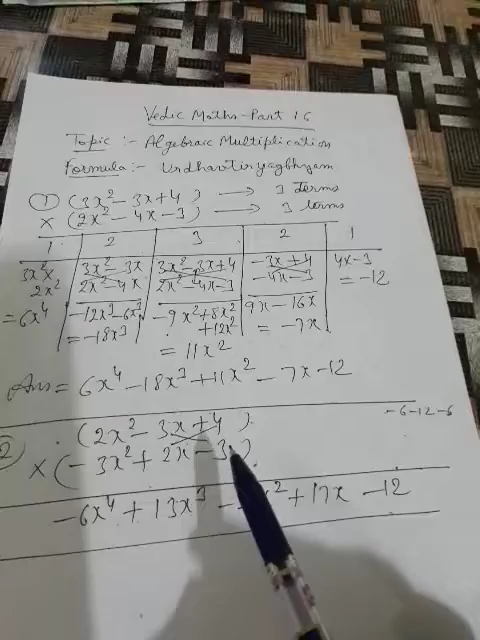 Vedic Maths-Part 16
Topic :- Algebraic Multiplication
Formula:- Urdhavtiryagbhyam
① (3x² - 3x + 4) → 3 Terms
× (2x² - 4x - 3) → 3 terms
1 2 3 2 1
3x² × 3x² - 3x 3x² - 3x + 4 - 3x + 4 4x - 3
2x² 2x² - 4x 2x² - 4x - 3 - 4x - 3 = -12
= 6x⁴ -12x³ - 6x³ - 9x² + 8x² 9x - 16x
= -18x³ + 12x² = -7x
= 11x²
Ans = 6x⁴ - 18x³ + 11x² - 7x - 12
-6-12-6
2 (2x² - 3x + 4)
× (- 3x² + 2x - 3)
-6x⁴ + 13x³ - x² + 17x - 12